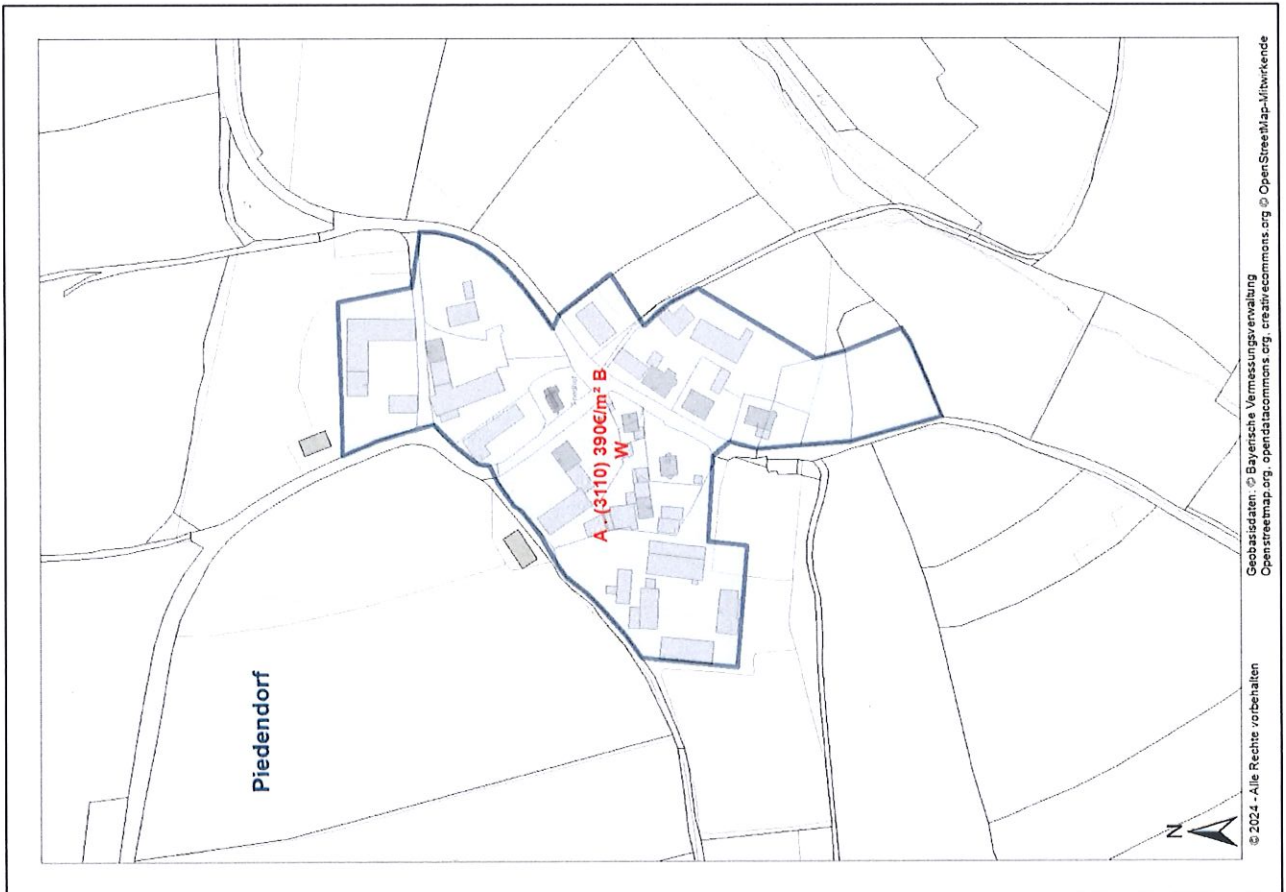 Piedendorf
A. (3110) 390€/m² B
W
N
© 2024 - Alle Rechte vorbehalten
Geobasisdaten: © Bayerische Vermessungsverwaltung
Openstreetmap.org, opendatacommons.org, creativecommons.org © OpenStreetMap-Mitwirkende